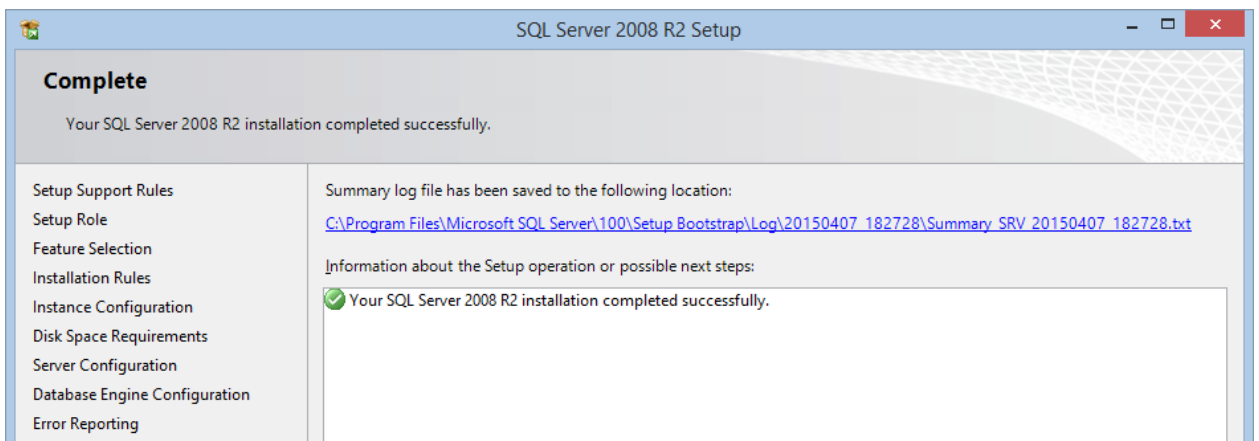 SQL Server 2008 R2 Setup
Complete
Your SQL Server 2008 R2 installation completed successfully.
Setup Support Rules
Setup Role
Feature Selection
Installation Rules
Instance Configuration
Disk Space Requirements
Server Configuration
Database Engine Configuration
Error Reporting
Summary log file has been saved to the following location:
C:\Program Files\Microsoft SQL Server\100\Setup Bootstrap\Log\20150407_182728\Summary_SRV_20150407_182728.txt
Information about the Setup operation or possible next steps:
Your SQL Server 2008 R2 installation completed successfully.